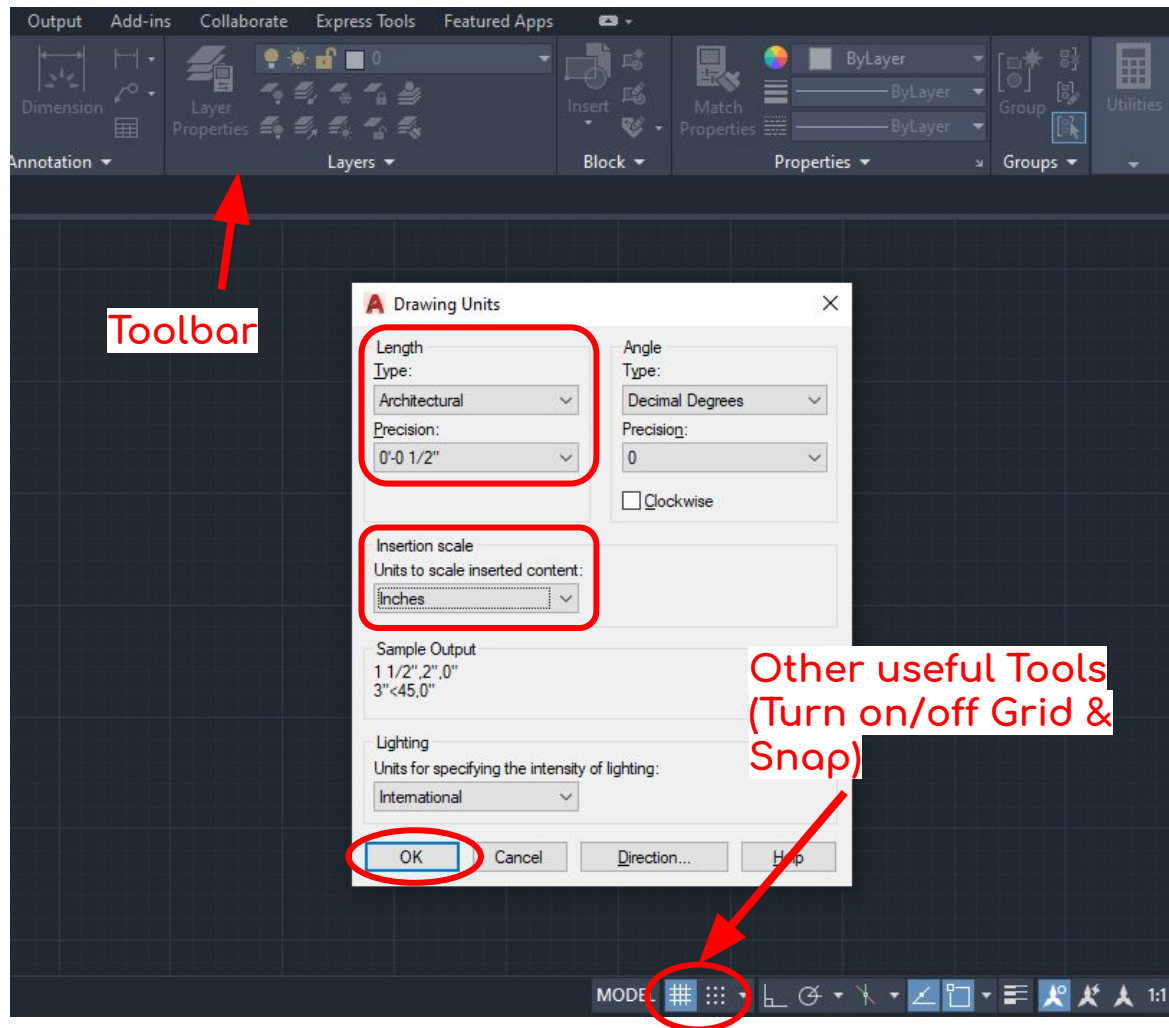 Output Add-ins Collaborate Express Tools Featured Apps
0
ByLayer
Dimension
Layer
Properties
Insert
Match
Properties
ByLayer
ByLayer
Group
Utilities
Annotation Layers Block Properties Groups
Toolbar
Drawing Units
Length
Type:
Architectural
Precision:
0'-0 1/2"
Angle
Type:
Decimal Degrees
Precision:
0
Clockwise
Insertion scale
Units to scale inserted content:
Inches
Sample Output
1 1/2",2",0"
3"<45,0"
Other useful Tools
(Turn on/off Grid &
Snap)
Lighting
Units for specifying the intensity of lighting:
International
OK Cancel Direction... Help
MODEL 1:1